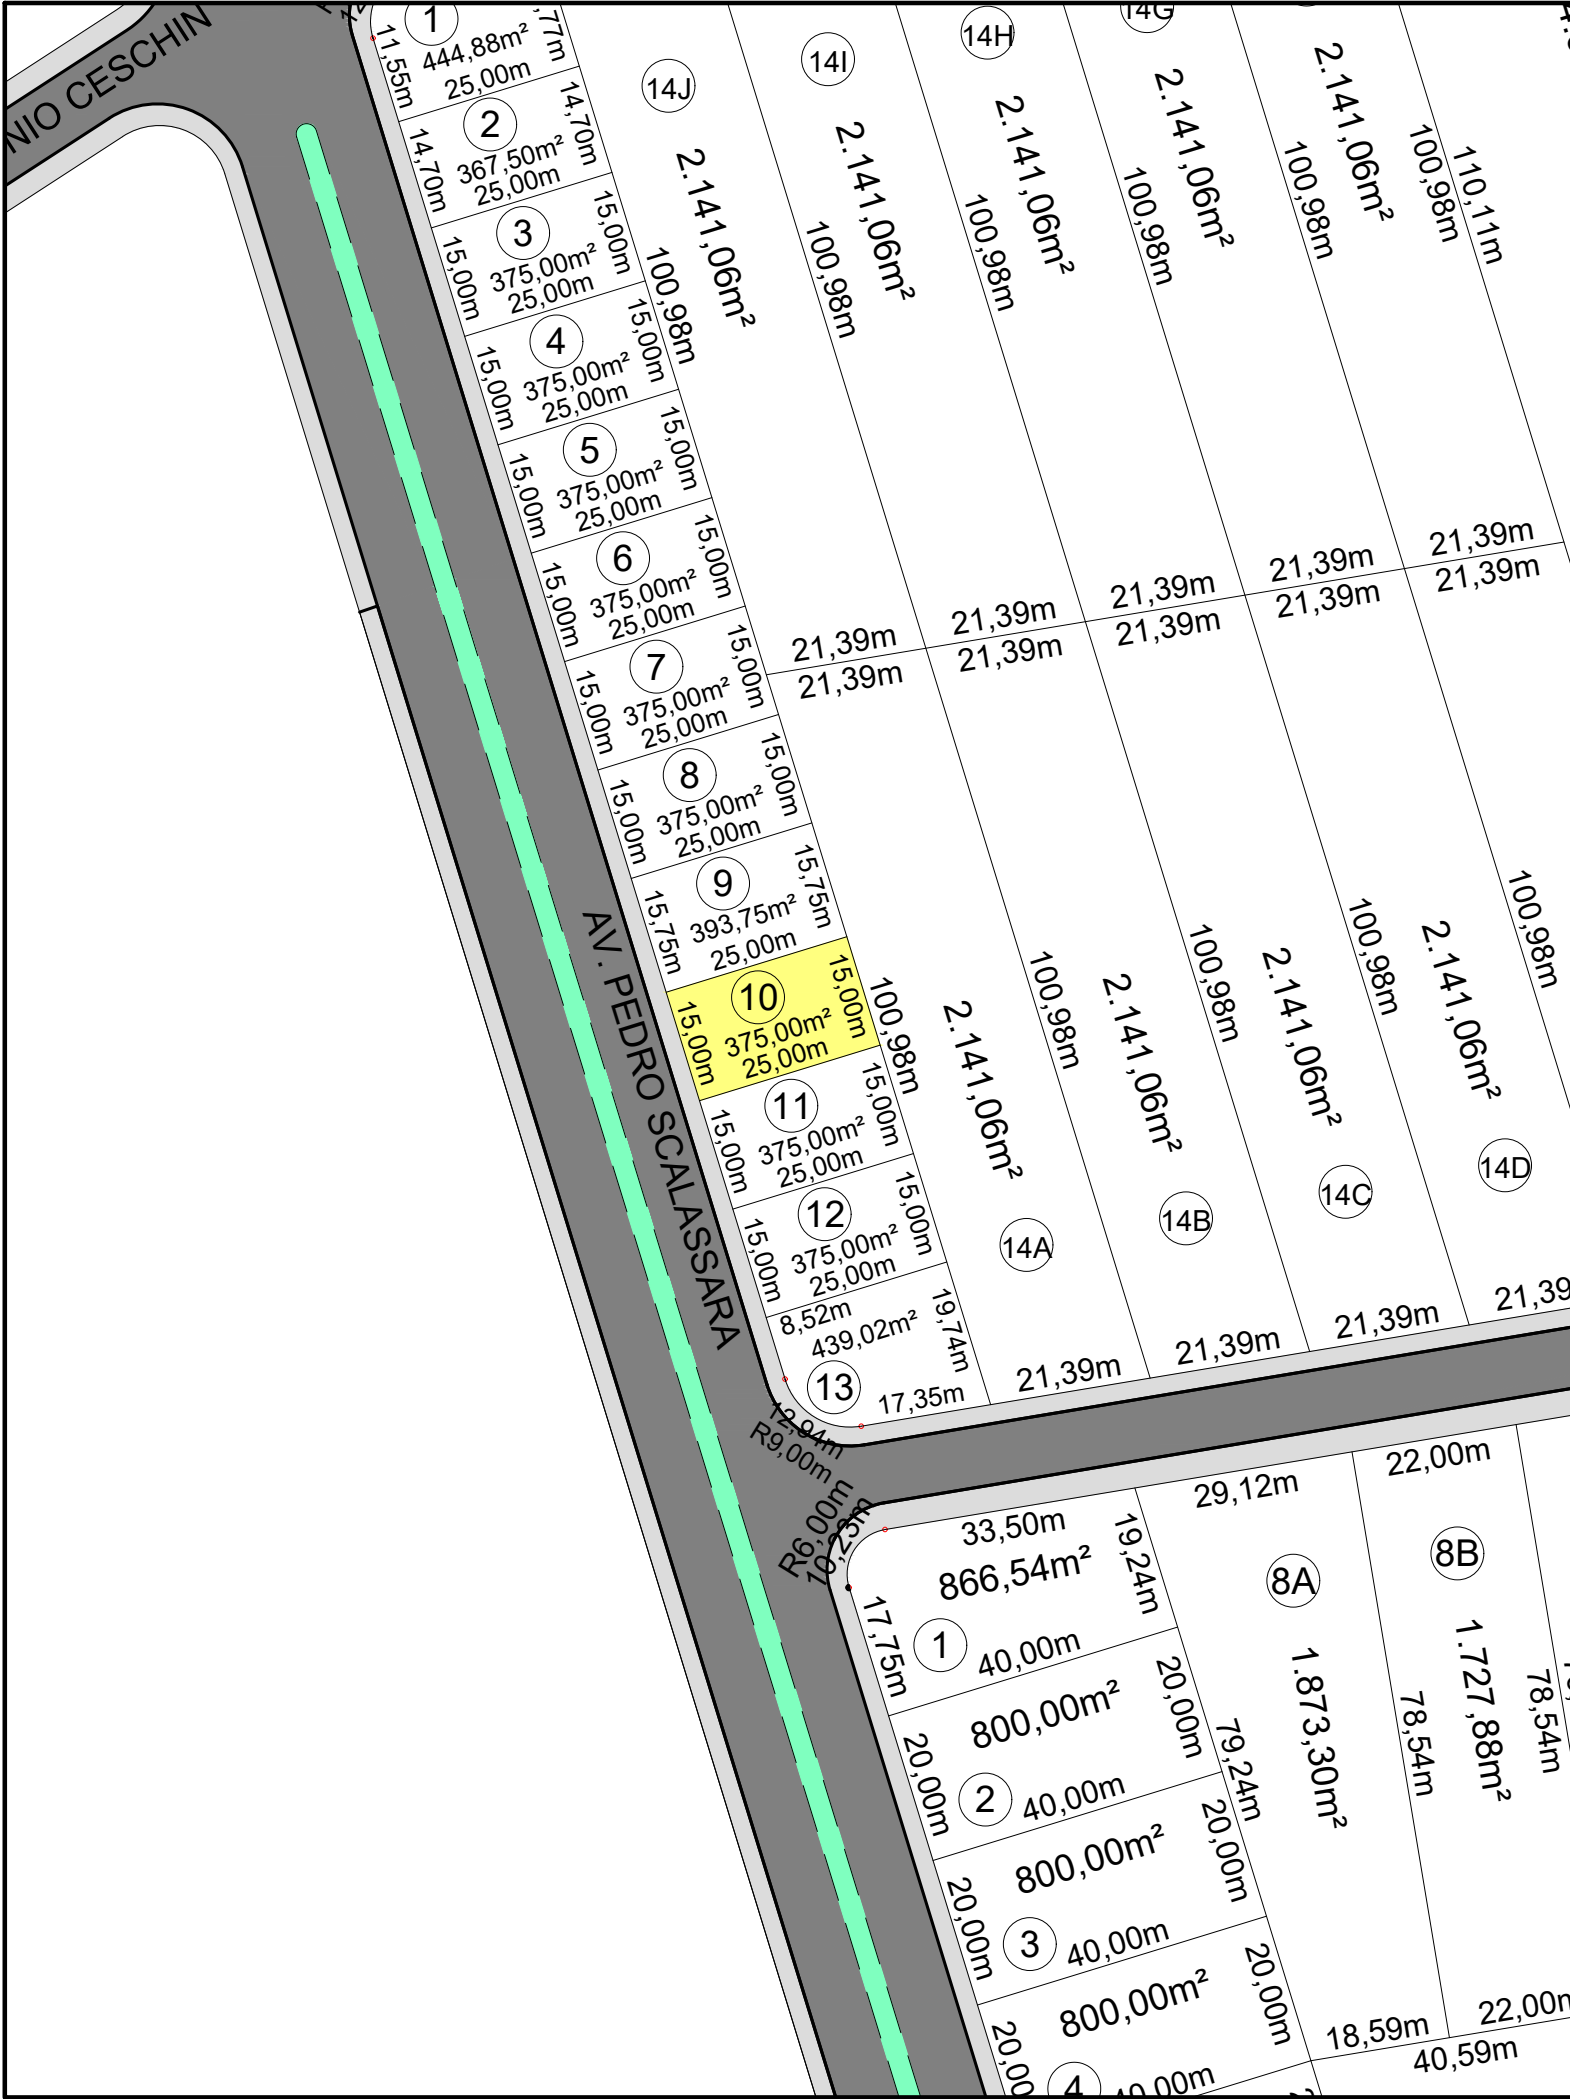 NIO CESCHIN
AV. PEDRO SCALASSARA
1
444,88m²
11,55m
,77m
25,00m
2
367,50m²
14,70m
14,70m
25,00m
3
375,00m²
15,00m
15,00m
25,00m
4
375,00m²
15,00m
15,00m
25,00m
5
375,00m²
15,00m
15,00m
25,00m
6
375,00m²
15,00m
15,00m
25,00m
7
375,00m²
15,00m
15,00m
25,00m
8
375,00m²
15,00m
15,00m
25,00m
9
393,75m²
15,75m
15,75m
25,00m
10
375,00m²
15,00m
15,00m
25,00m
11
375,00m²
15,00m
15,00m
25,00m
12
375,00m²
15,00m
15,00m
25,00m
8,52m
439,02m²
19,74m
13
17,35m
12,94m
R9,00m
14J
2.141,06m²
100,98m
14I
2.141,06m²
100,98m
14H
2.141,06m²
100,98m
14G
2.141,06m²
100,98m
2.141,06m²
100,98m
100,98m
110,11m
21,39m
21,39m
21,39m
21,39m
21,39m
21,39m
21,39m
21,39m
21,39m
21,39m
100,98m
2.141,06m²
14A
100,98m
2.141,06m²
14B
100,98m
2.141,06m²
14C
100,98m
2.141,06m²
14D
100,98m
21,39m
21,39m
21,39m
21,39
R6,00m
10,23m
33,50m
866,54m²
19,24m
17,75m
1
40,00m
800,00m²
20,00m
20,00m
2
40,00m
800,00m²
20,00m
20,00m
3
40,00m
800,00m²
20,00m
20,00
4
40,00m
29,12m
8A
1.873,30m²
79,24m
78,54m
18,59m
22,00m
8B
1.727,88m²
78,54m
22,00m
40,59m